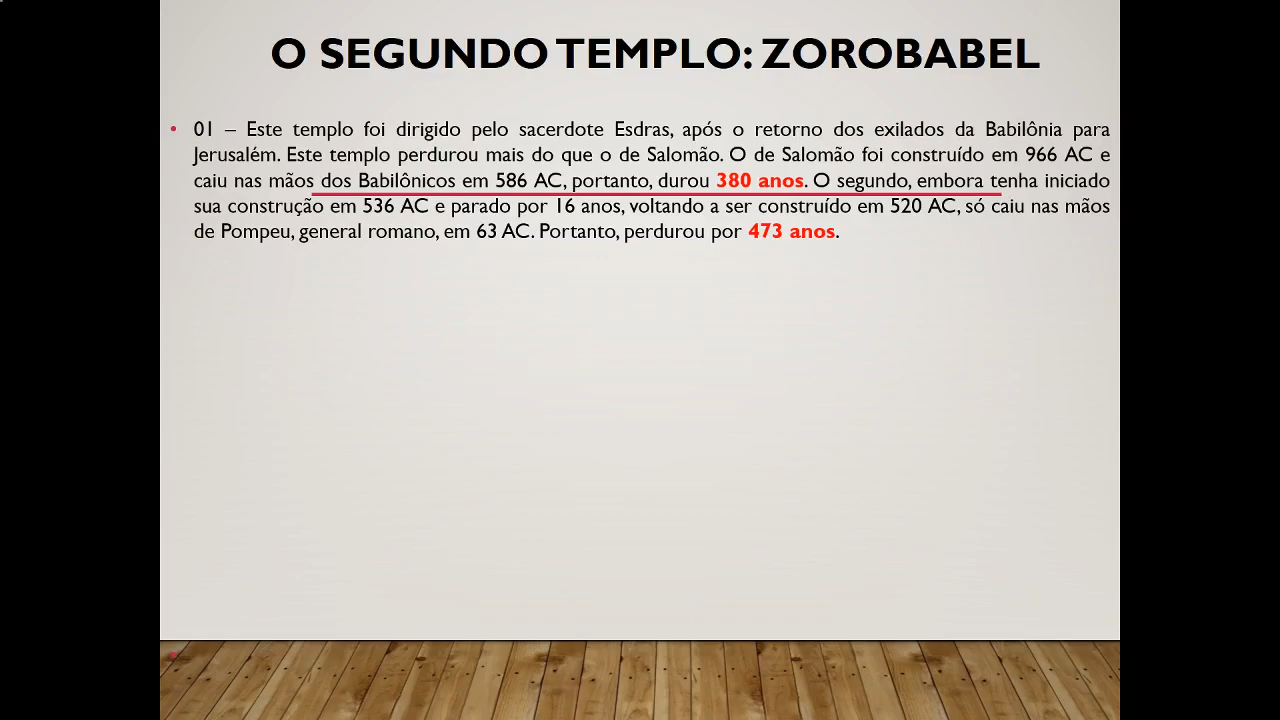 O SEGUNDO TEMPLO: ZOROBABEL
• 01 – Este templo foi dirigido pelo sacerdote Esdras, após o retorno dos exilados da Babilônia para
Jerusalém. Este templo perdurou mais do que o de Salomão. O de Salomão foi construído em 966 AC e
caiu nas mãos dos Babilônicos em 586 AC, portanto, durou 380 anos. O segundo, embora tenha iniciado
sua construção em 536 AC e parado por 16 anos, voltando a ser construído em 520 AC, só caiu nas mãos
de Pompeu, general romano, em 63 AC. Portanto, perdurou por 473 anos.